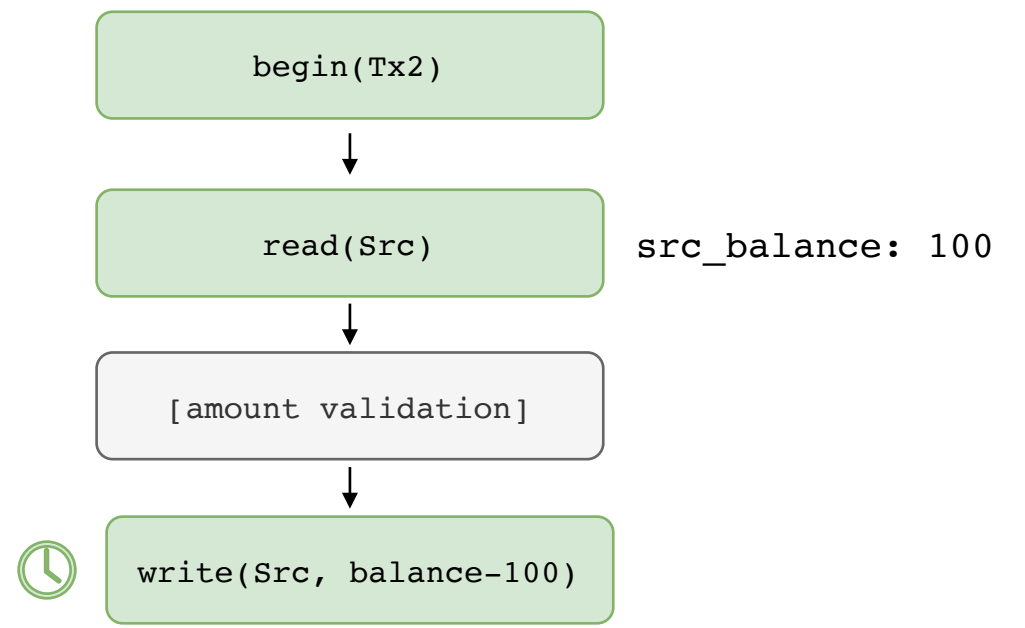 begin(Tx2)
read(Src)
src_balance: 100
[amount validation]
write(Src, balance-100)